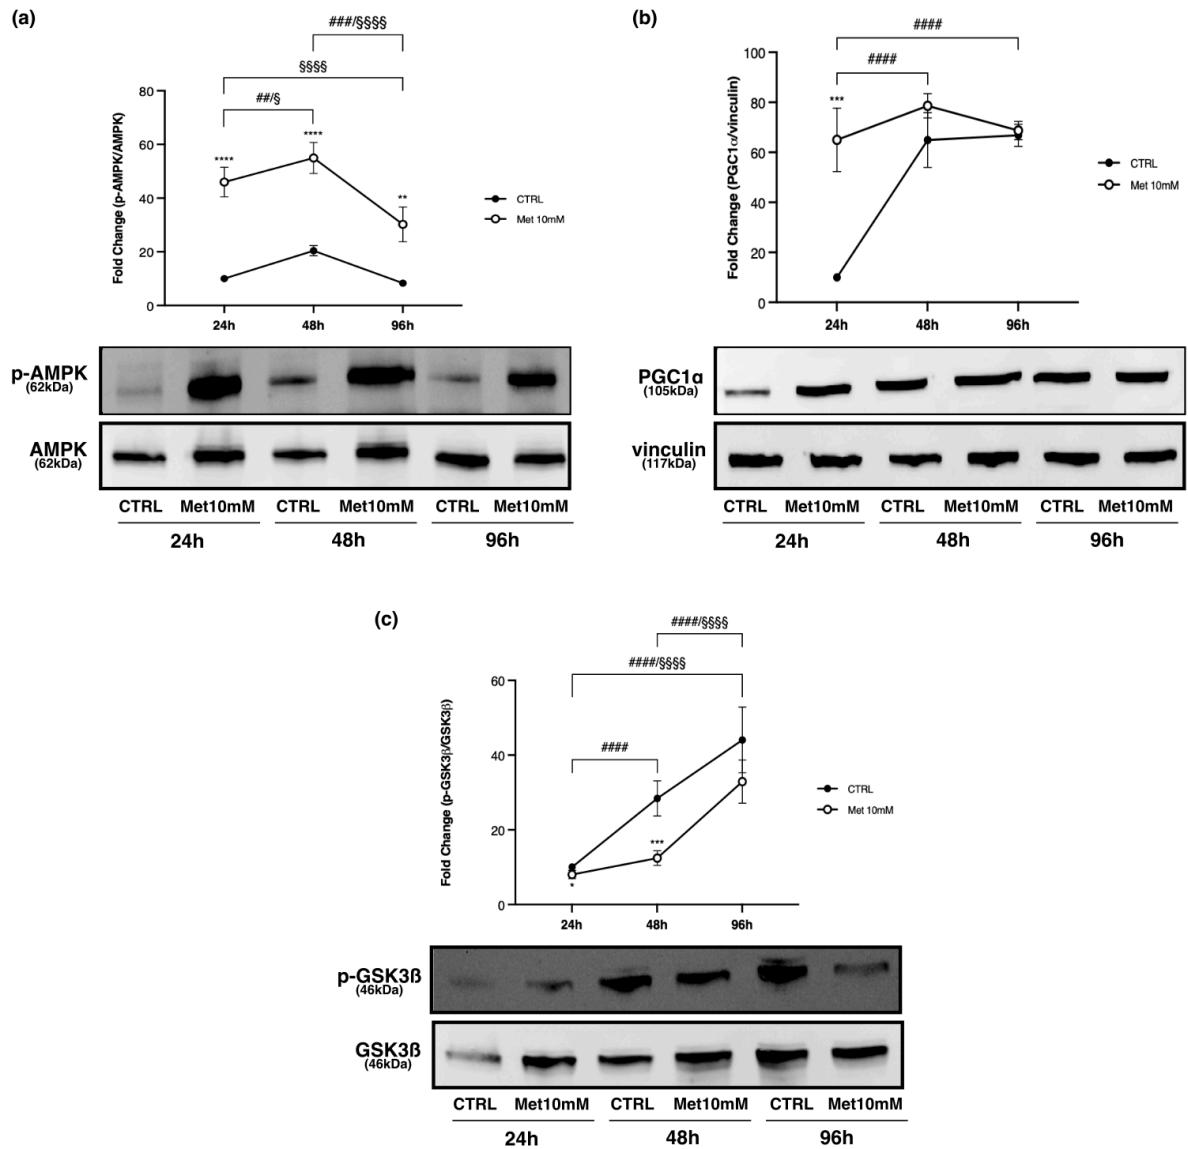 (a)
###/§§§§
§§§§
##/§
80
60
40
20
0
Fold Change (p-AMPK/AMPK)
****
****
**
CTRL
Met 10mM
24h 48h 96h
p-AMPK
(62kDa)
AMPK
(62kDa)
CTRL Met10mM CTRL Met10mM CTRL Met10mM
24h 48h 96h
(b)
####
####
100
80
60
40
20
0
Fold Change (PGC1α/vinculin)
***
CTRL
Met 10mM
24h 48h 96h
PGC1α
(105kDa)
vinculin
(117kDa)
CTRL Met10mM CTRL Met10mM CTRL Met10mM
24h 48h 96h
(c)
####/§§§§
####/§§§§
####
60
40
20
0
Fold Change (p-GSK3β/GSK3β)
***
*
CTRL
Met 10mM
24h 48h 96h
p-GSK3ß
(46kDa)
GSK3ß
(46kDa)
CTRL Met10mM CTRL Met10mM CTRL Met10mM
24h 48h 96h